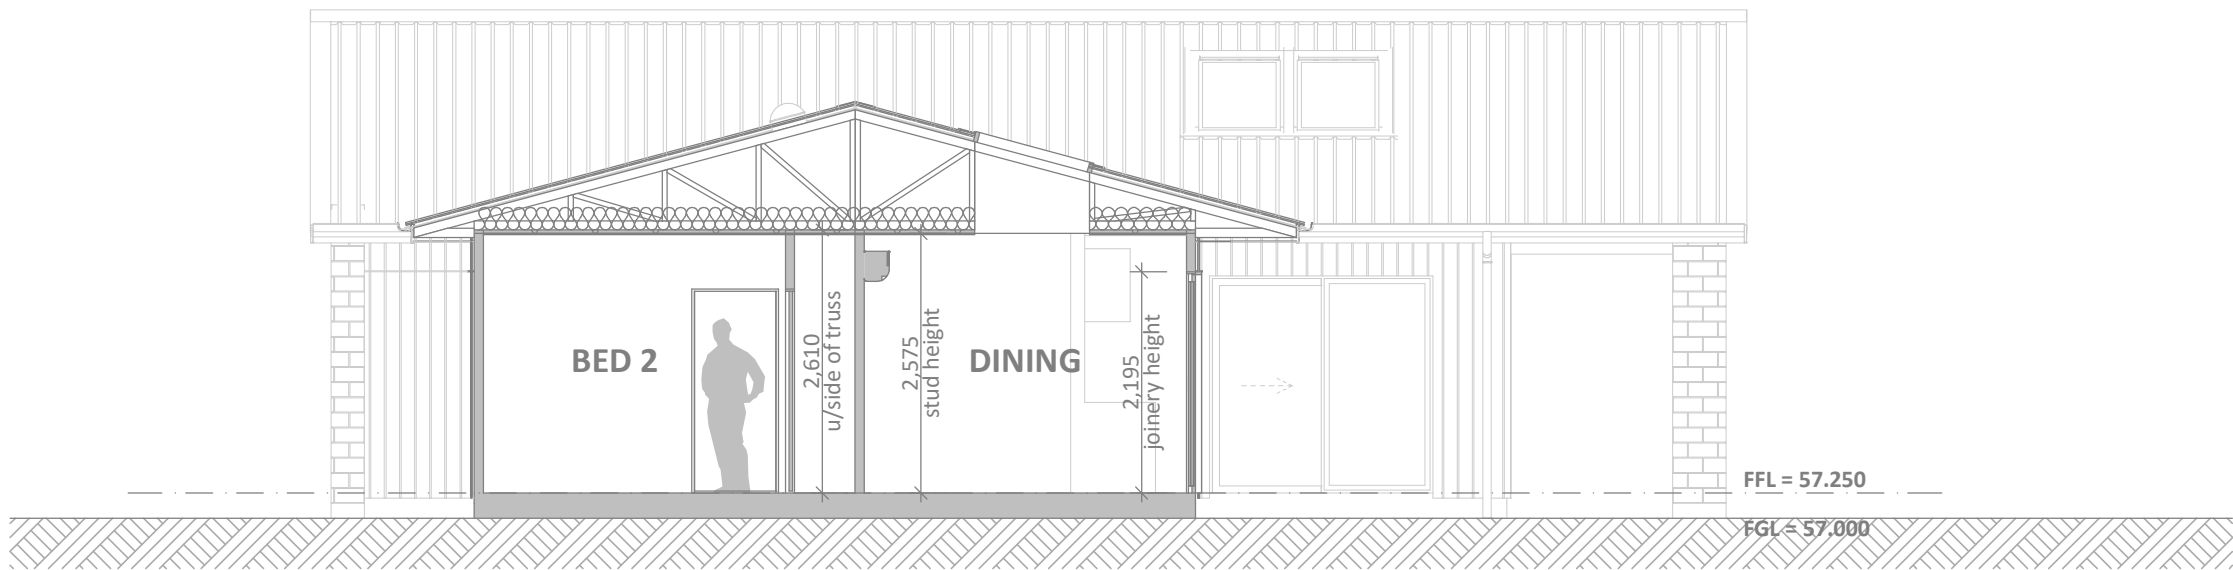 BED 2
2,610
u/side of truss
2,575
stud height
DINING
2,195
joinery height
FFL = 57.250
FGL = 57.000